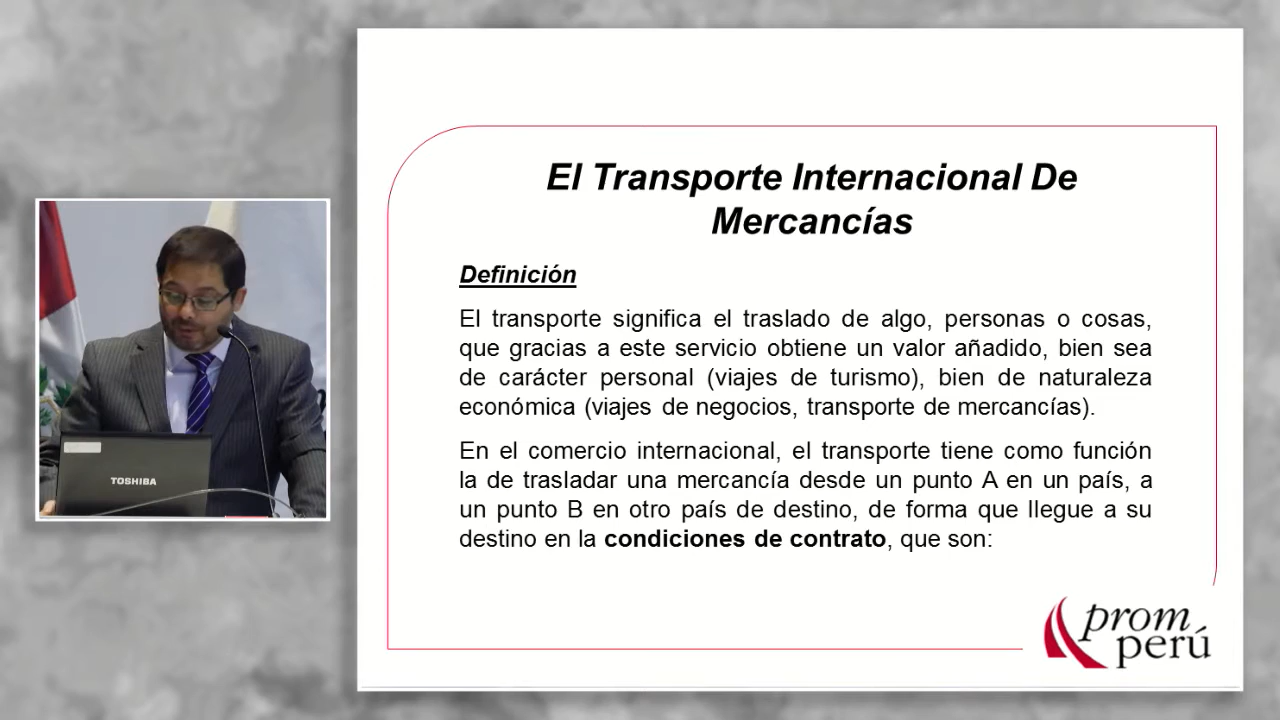 El Transporte Internacional De
Mercancías
Definición
El transporte significa el traslado de algo, personas o cosas,
que gracias a este servicio obtiene un valor añadido, bien sea
de carácter personal (viajes de turismo), bien de naturaleza
económica (viajes de negocios, transporte de mercancías).
En el comercio internacional, el transporte tiene como función
la de trasladar una mercancía desde un punto A en un país, a
un punto B en otro país de destino, de forma que llegue a su
destino en la condiciones de contrato, que son:
prom
perú
TOSHIBA